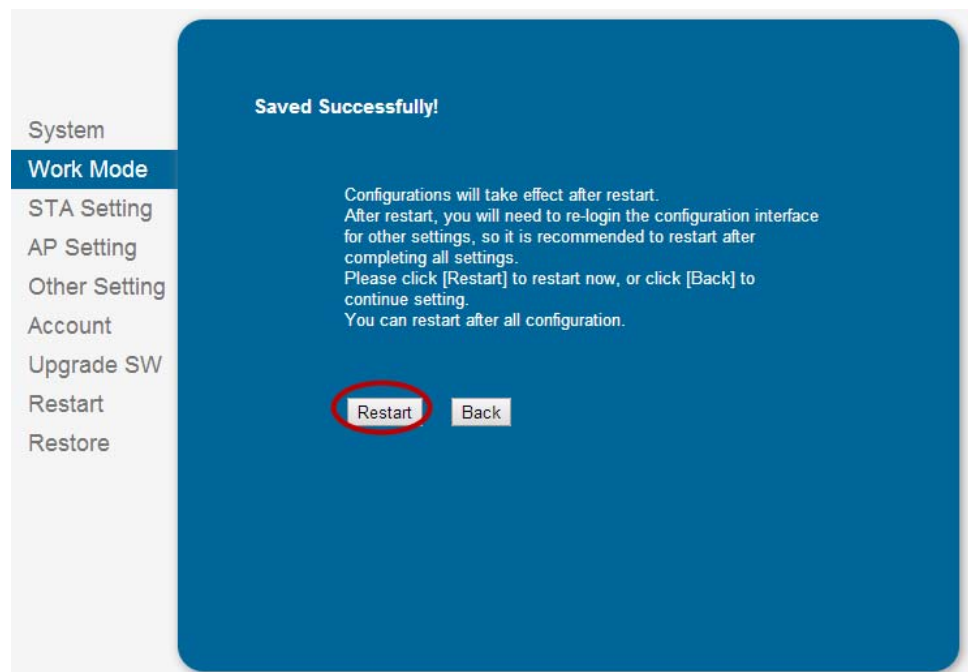 System
Work Mode
STA Setting
AP Setting
Other Setting
Account
Upgrade SW
Restart
Restore
Saved Successfully!
Configurations will take effect after restart.
After restart, you will need to re-login the configuration interface
for other settings, so it is recommended to restart after
completing all settings.
Please click [Restart] to restart now, or click [Back] to
continue setting.
You can restart after all configuration.
Restart Back